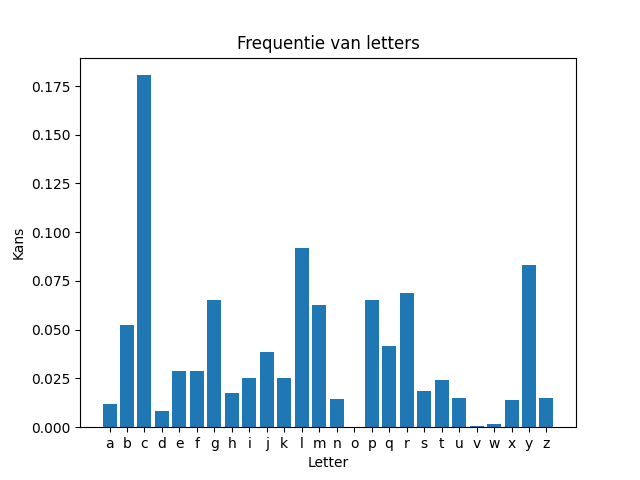 Frequentie van letters
Kans
0.175
0.150
0.125
0.100
0.075
0.050
0.025
0.000
a b c d e f g h i j k l m n o p q r s t u v w x y z
Letter